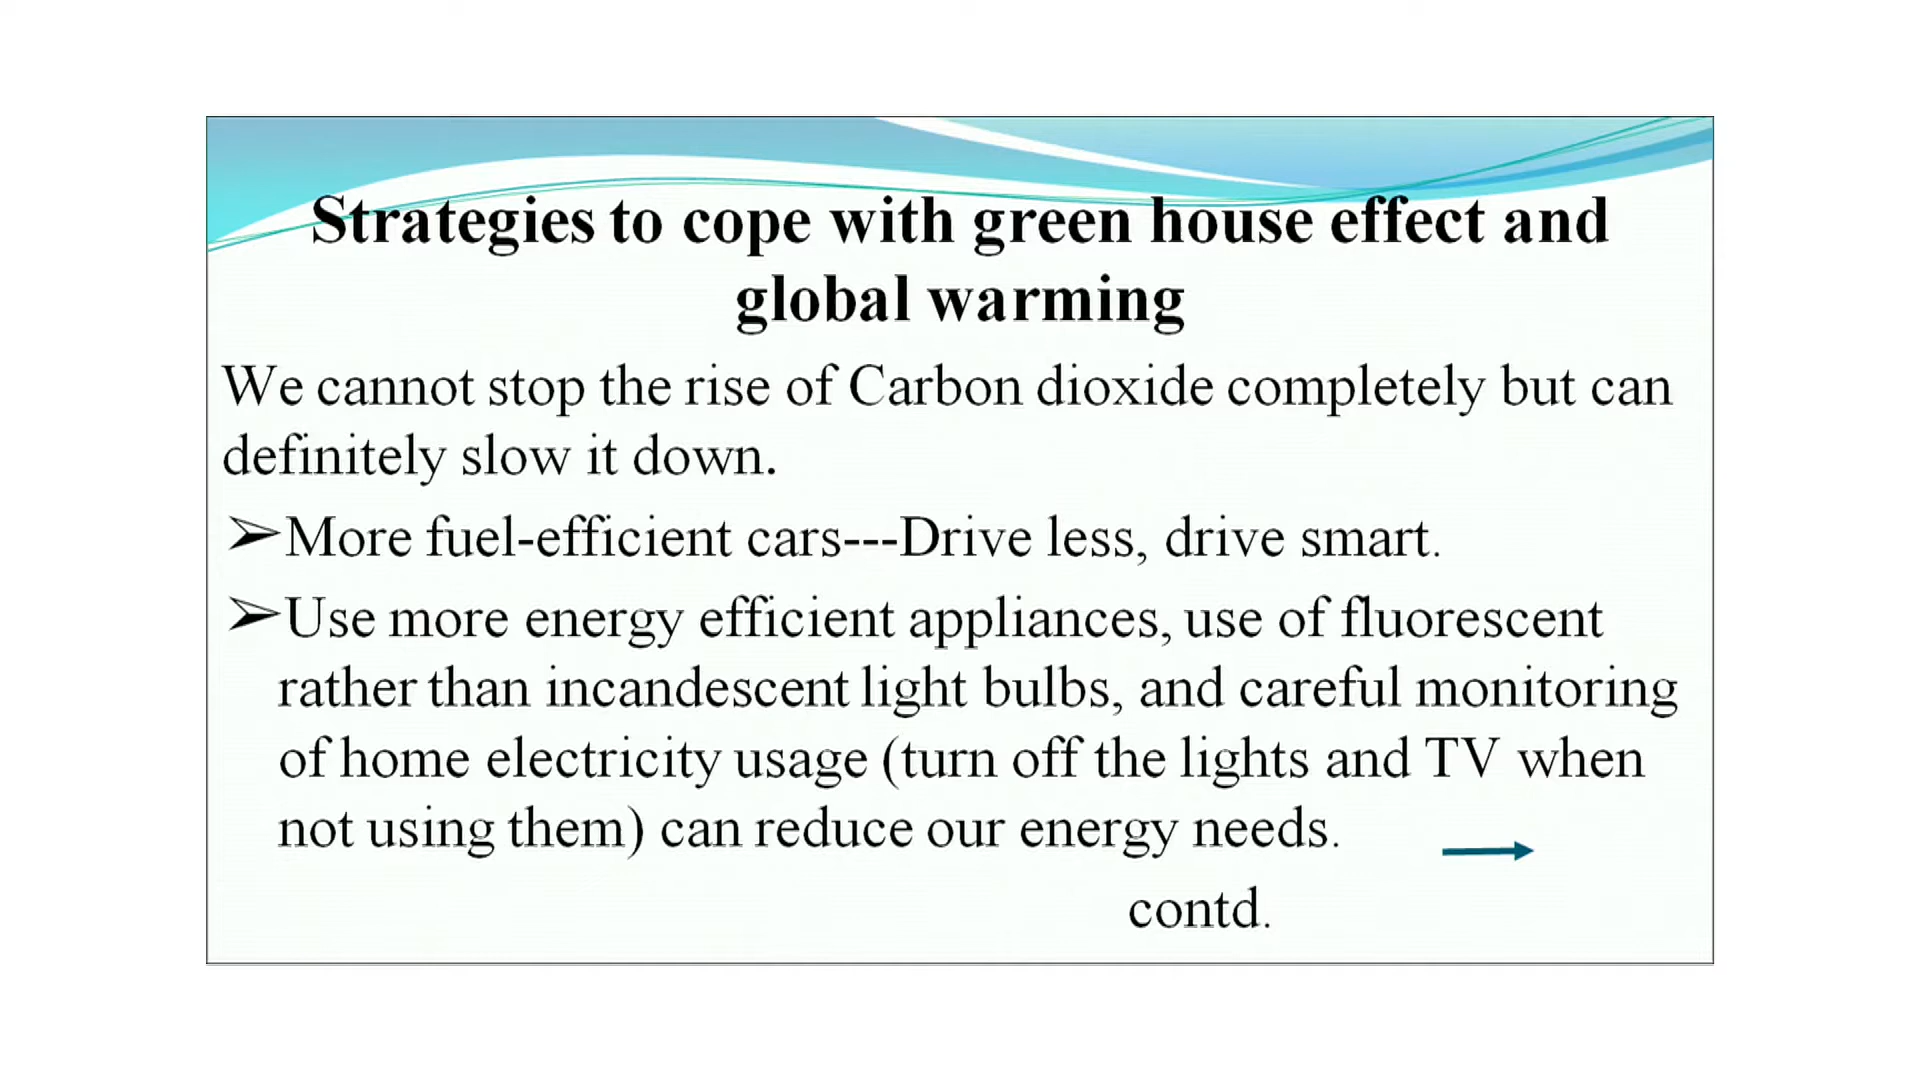 Strategies to cope with green house effect and
global warming
We cannot stop the rise of Carbon dioxide completely but can
definitely slow it down.
➢More fuel-efficient cars---Drive less, drive smart.
➢Use more energy efficient appliances, use of fluorescent
rather than incandescent light bulbs, and careful monitoring
of home electricity usage (turn off the lights and TV when
not using them) can reduce our energy needs.
contd.